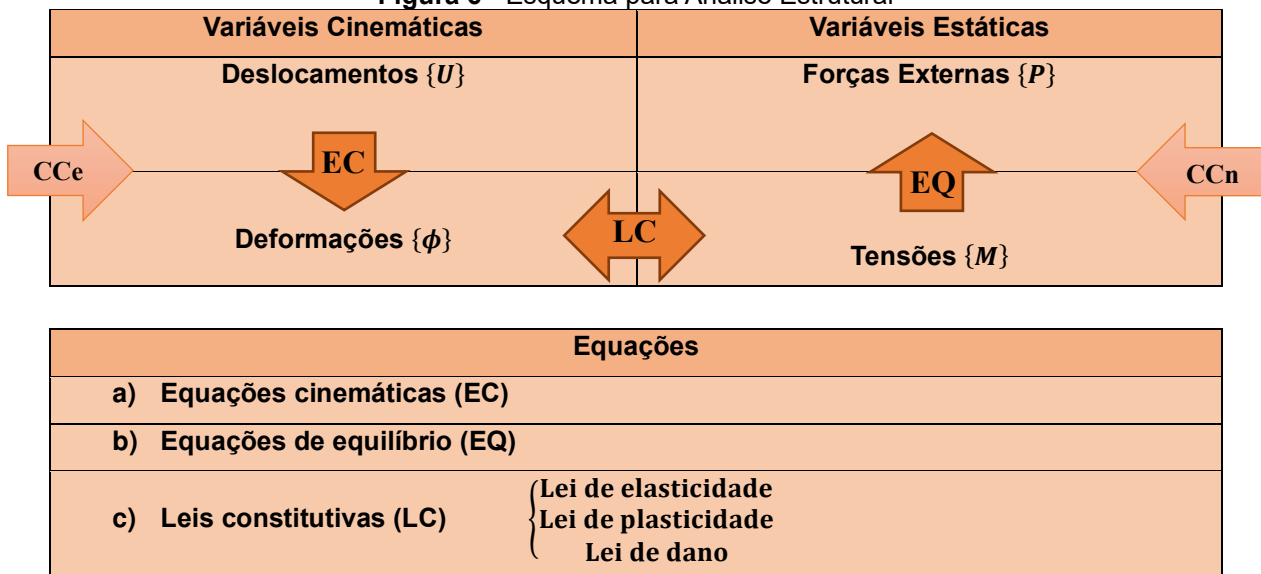 Figura 3 - Esquema para Análise Estrutural
Variáveis Cinemáticas
Variáveis Estáticas
Deslocamentos {𝑼}
Forças Externas {𝑷}
CCe
EC
EQ
CCn
Deformações {𝝓}
LC
Tensões {𝑴}
Equações
a) Equações cinemáticas (EC)
b) Equações de equilíbrio (EQ)
c) Leis constitutivas (LC)
Lei de elasticidade
Lei de plasticidade
Lei de dano